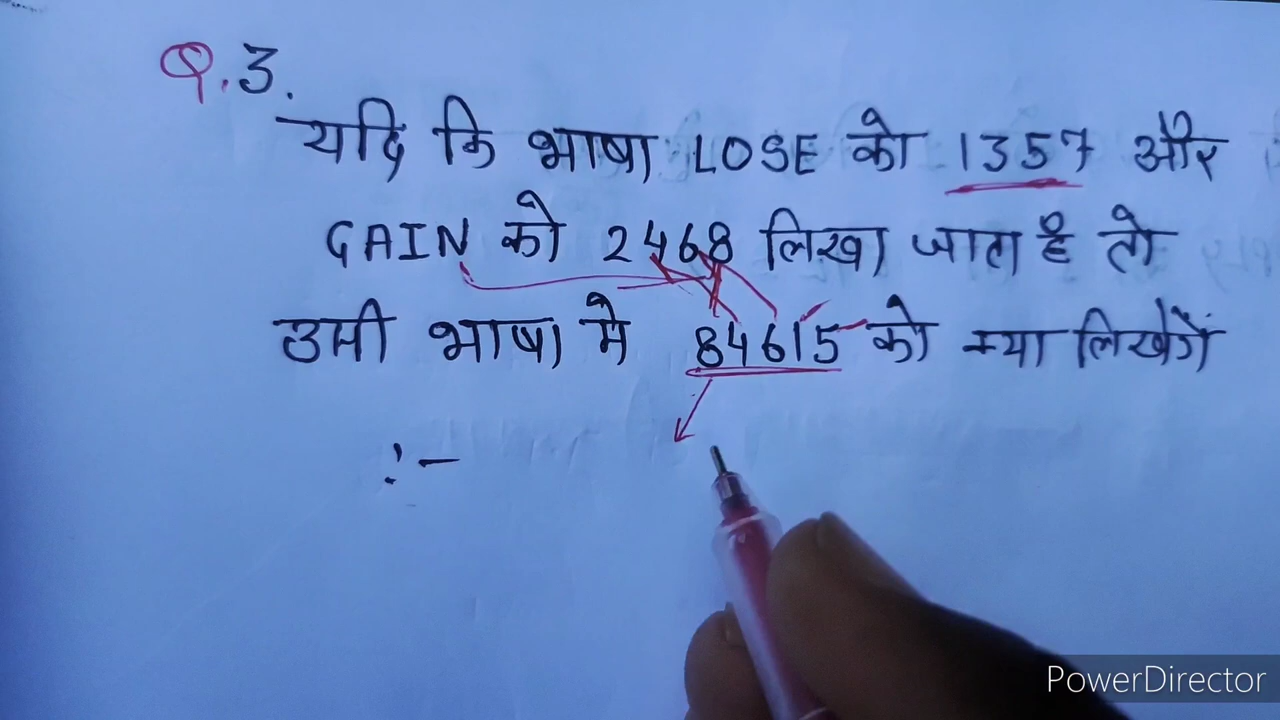 Q.3.
यदि कि भाषा LOSE को 1357 और
GAIN को 2468 लिखा जाता है तो
उसी भाषा मे 84615 को क्या लिखेगें
:-
PowerDirector